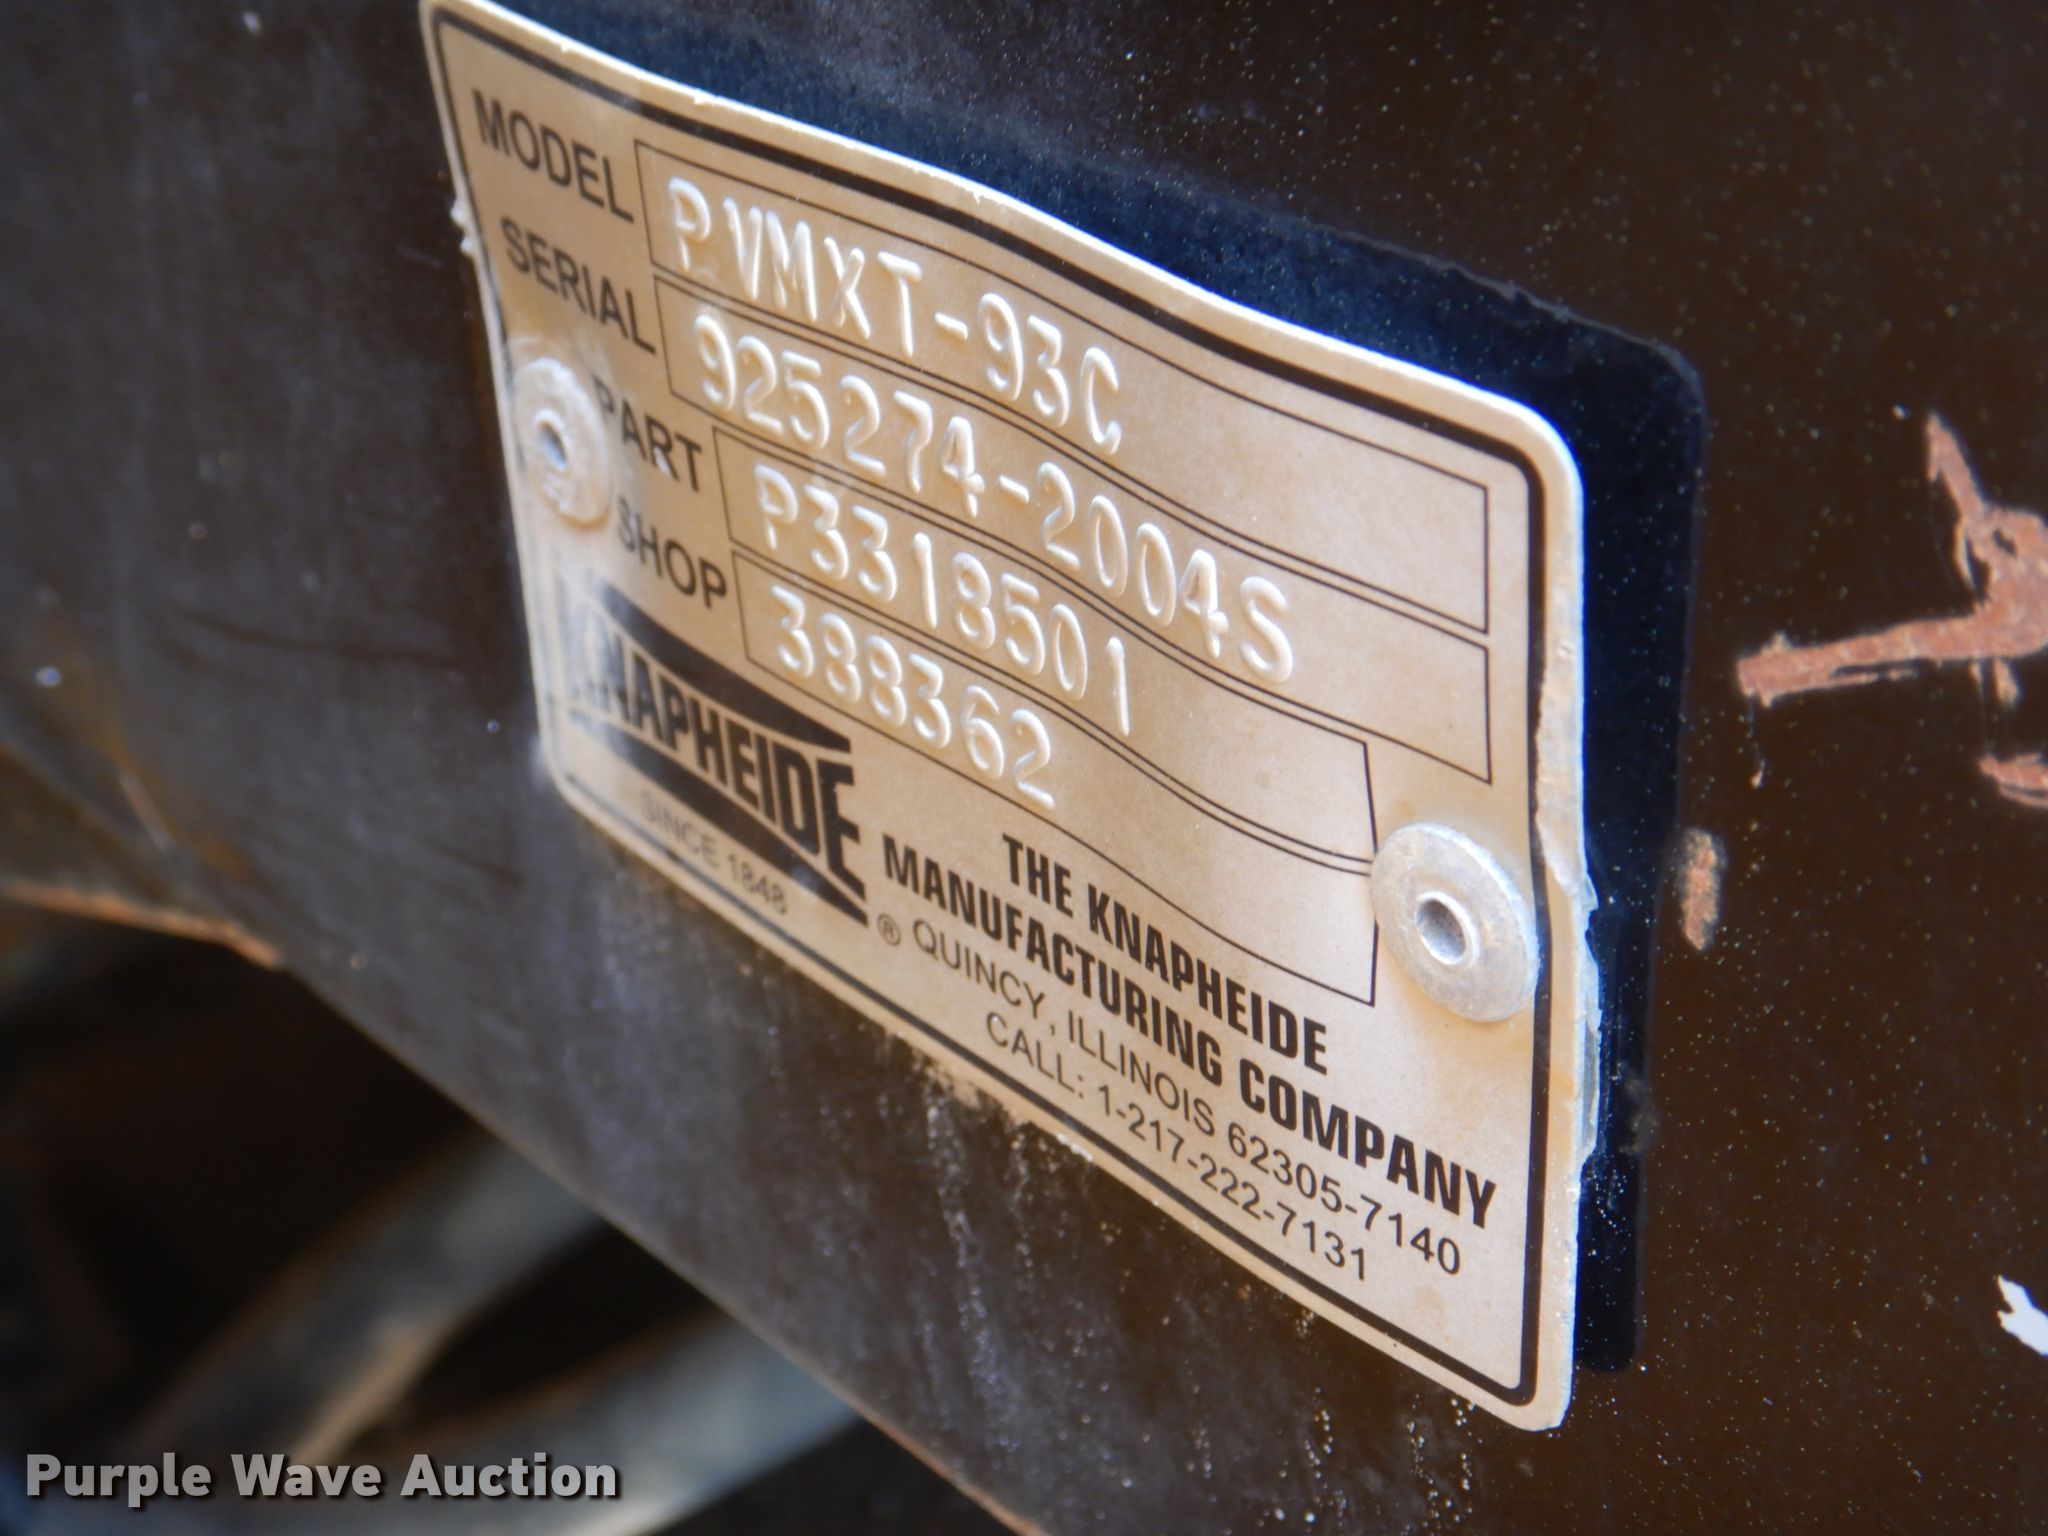 MODEL PVMXT-93C
SERIAL 925274-2004S
PART P3318501
SHOP 388362
KNAPHEIDE
SINCE 1848
®
THE KNAPHEIDE
MANUFACTURING COMPANY
QUINCY, ILLINOIS 62305-7140
CALL: 1-217-222-7131
Purple Wave Auction